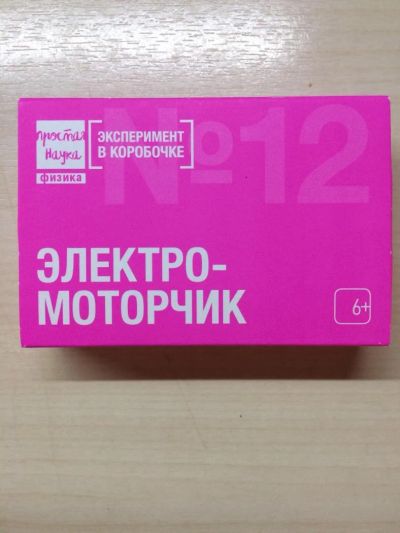 №12
простая
наука
физика
ЭКСПЕРИМЕНТ
В КОРОБОЧКЕ
ЭЛЕКТРО-
МОТОРЧИК
6+